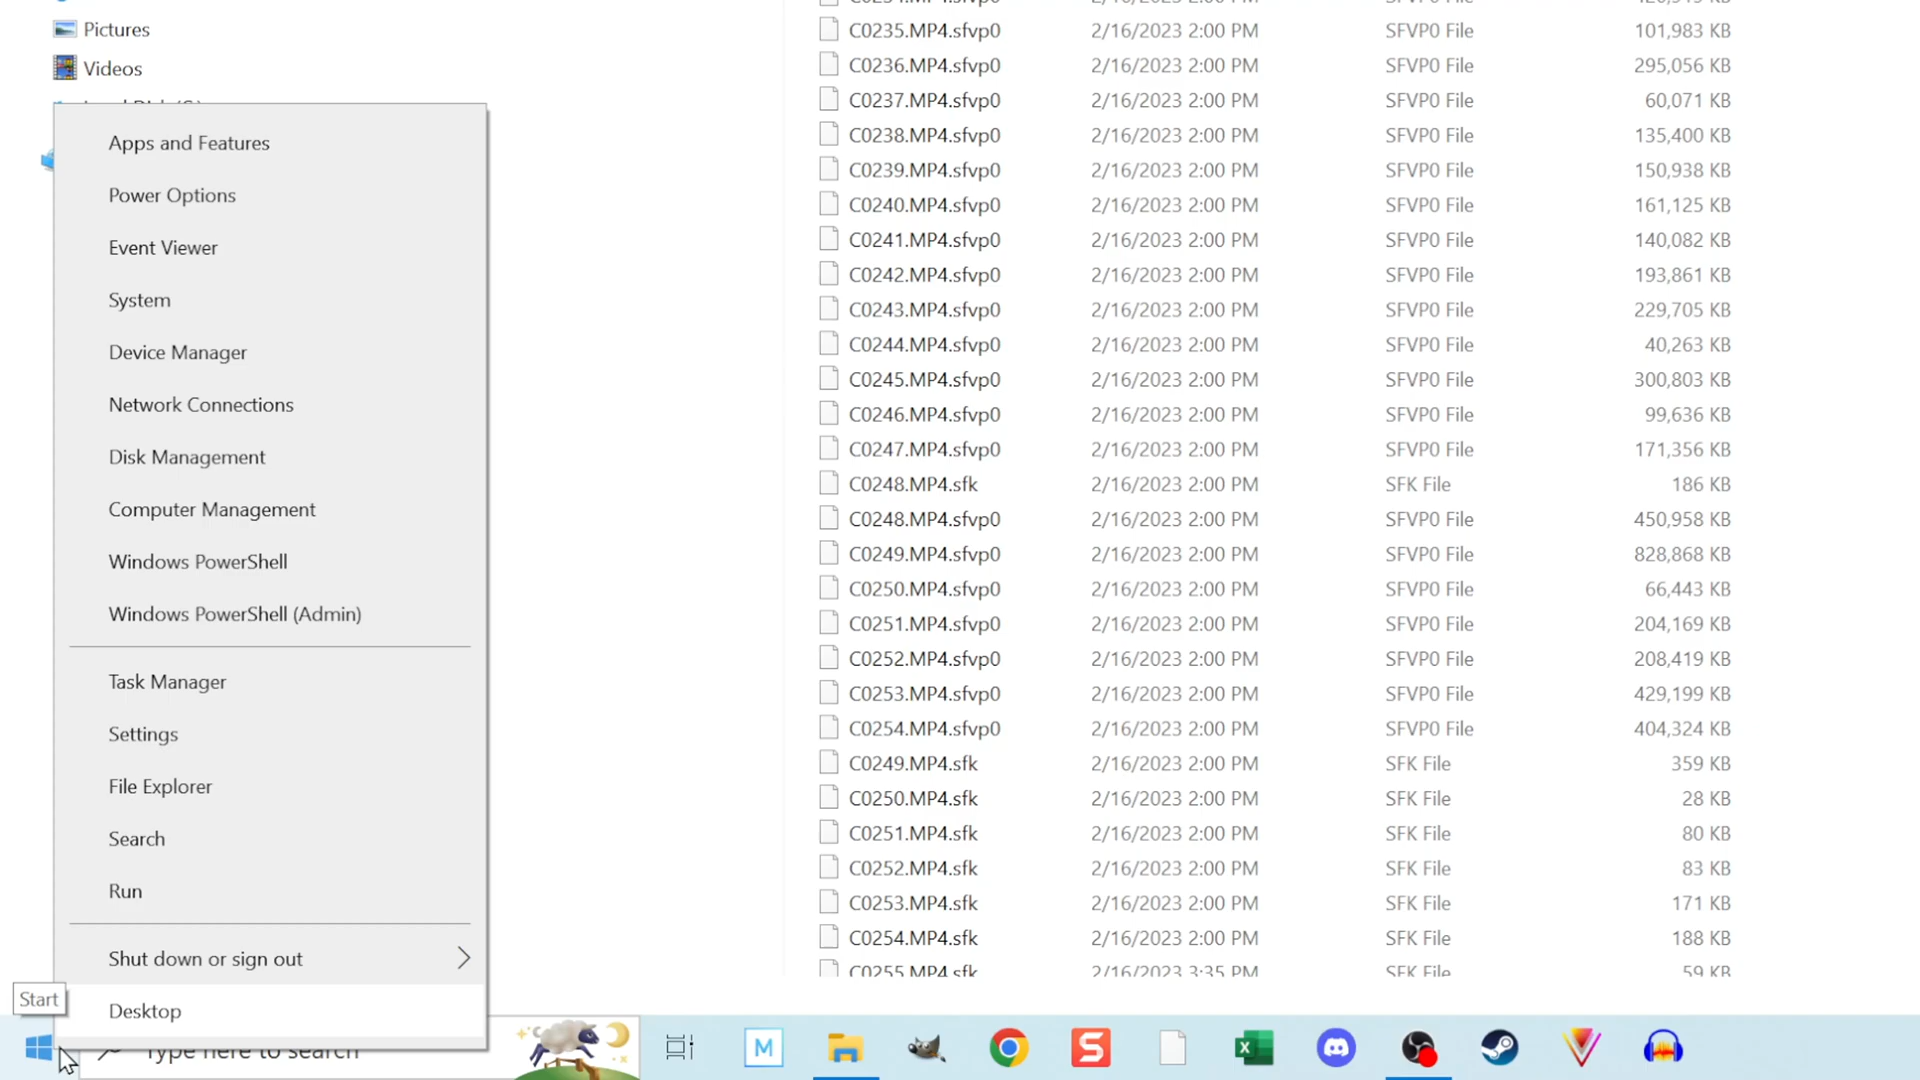 Pictures
Videos
Apps and Features
Power Options
Event Viewer
System
Device Manager
Network Connections
Disk Management
Computer Management
Windows PowerShell
Windows PowerShell (Admin)
Task Manager
Settings
File Explorer
Search
Run
Shut down or sign out
Desktop
Start
Type here to search
C0235.MP4.sfvp0 2/16/2023 2:00 PM SFVP0 File 101,983 KB
C0236.MP4.sfvp0 2/16/2023 2:00 PM SFVP0 File 295,056 KB
C0237.MP4.sfvp0 2/16/2023 2:00 PM SFVP0 File 60,071 KB
C0238.MP4.sfvp0 2/16/2023 2:00 PM SFVP0 File 135,400 KB
C0239.MP4.sfvp0 2/16/2023 2:00 PM SFVP0 File 150,938 KB
C0240.MP4.sfvp0 2/16/2023 2:00 PM SFVP0 File 161,125 KB
C0241.MP4.sfvp0 2/16/2023 2:00 PM SFVP0 File 140,082 KB
C0242.MP4.sfvp0 2/16/2023 2:00 PM SFVP0 File 193,861 KB
C0243.MP4.sfvp0 2/16/2023 2:00 PM SFVP0 File 229,705 KB
C0244.MP4.sfvp0 2/16/2023 2:00 PM SFVP0 File 40,263 KB
C0245.MP4.sfvp0 2/16/2023 2:00 PM SFVP0 File 300,803 KB
C0246.MP4.sfvp0 2/16/2023 2:00 PM SFVP0 File 99,636 KB
C0247.MP4.sfvp0 2/16/2023 2:00 PM SFVP0 File 171,356 KB
C0248.MP4.sfk 2/16/2023 2:00 PM SFK File 186 KB
C0248.MP4.sfvp0 2/16/2023 2:00 PM SFVP0 File 450,958 KB
C0249.MP4.sfvp0 2/16/2023 2:00 PM SFVP0 File 828,868 KB
C0250.MP4.sfvp0 2/16/2023 2:00 PM SFVP0 File 66,443 KB
C0251.MP4.sfvp0 2/16/2023 2:00 PM SFVP0 File 204,169 KB
C0252.MP4.sfvp0 2/16/2023 2:00 PM SFVP0 File 208,419 KB
C0253.MP4.sfvp0 2/16/2023 2:00 PM SFVP0 File 429,199 KB
C0254.MP4.sfvp0 2/16/2023 2:00 PM SFVP0 File 404,324 KB
C0249.MP4.sfk 2/16/2023 2:00 PM SFK File 359 KB
C0250.MP4.sfk 2/16/2023 2:00 PM SFK File 28 KB
C0251.MP4.sfk 2/16/2023 2:00 PM SFK File 80 KB
C0252.MP4.sfk 2/16/2023 2:00 PM SFK File 83 KB
C0253.MP4.sfk 2/16/2023 2:00 PM SFK File 171 KB
C0254.MP4.sfk 2/16/2023 2:00 PM SFK File 188 KB
C0255.MP4.sfk 2/16/2023 3:35 PM SFK File 59 KB
M
S
X